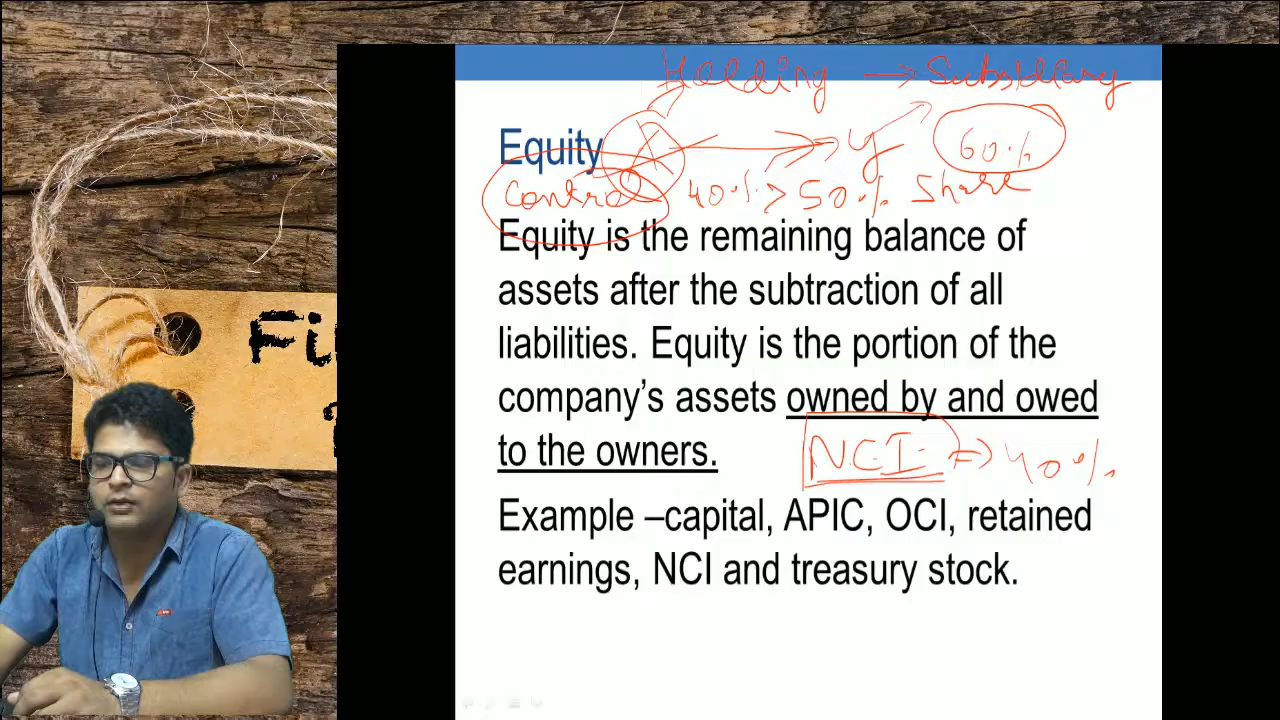 Holding → Subsidiary
Equity X → y 60%
Control 40% > 50% Share
Equity is the remaining balance of
assets after the subtraction of all
liabilities. Equity is the portion of the
company's assets owned by and owed
to the owners. N.C.I. → 40%
Example –capital, APIC, OCI, retained
earnings, NCI and treasury stock.
Fi